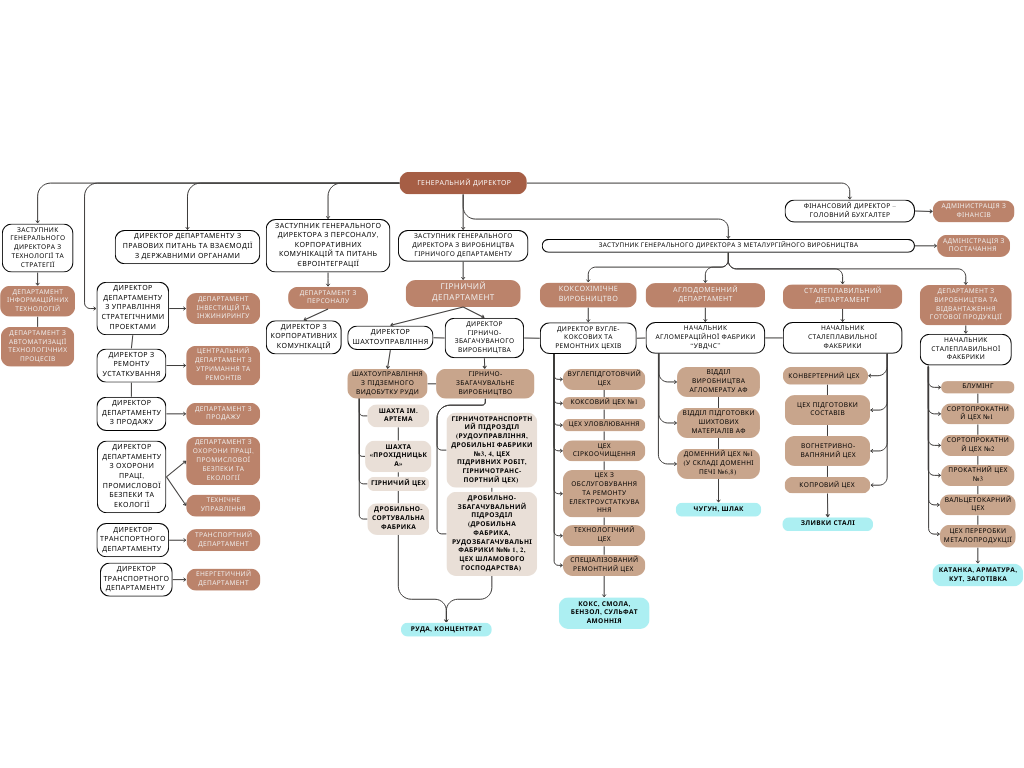 ГЕНЕРАЛЬНИЙ ДИРЕКТОР
ФІНАНСОВИЙ ДИРЕКТОР –
ГОЛОВНИЙ БУХГАЛТЕР
АДМІНІСТРАЦІЯ З
ФІНАНСІВ
ЗАСТУПНИК
ГЕНЕРАЛЬНОГО
ДИРЕКТОРА З
ТЕХНОЛОГІЇ ТА
СТРАТЕГІЇ
ДИРЕКТОР ДЕПАРТАМЕНТУ З
ПРАВОВИХ ПИТАНЬ ТА ВЗАЄМОДІЇ
З ДЕРЖАВНИМИ ОРГАНАМИ
ЗАСТУПНИК ГЕНЕРАЛЬНОГО
ДИРЕКТОРА З ПЕРСОНАЛУ,
КОРПОРАТИВНИХ
КОМУНІКАЦІЙ ТА ПИТАНЬ
ЄВРОІНТЕГРАЦІЇ
ЗАСТУПНИК ГЕНЕРАЛЬНОГО
ДИРЕКТОРА З ВИРОБНИЦТВА
ГІРНИЧОГО ДЕПАРТАМЕНТУ
ЗАСТУПНИК ГЕНЕРАЛЬНОГО ДИРЕКТОРА З МЕТАЛУРГІЙНОГО ВИРОБНИЦТВА
АДМІНІСТРАЦІЯ З
ПОСТАЧАННЯ
ДЕПАРТАМЕНТ
ІНФОРМАЦІЙНИХ
ТЕХНОЛОГІЙ
ДЕПАРТАМЕНТ З
АВТОМАТИЗАЦІЇ
ТЕХНОЛОГІЧНИХ
ПРОЦЕСІВ
ДИРЕКТОР
ДЕПАРТАМЕНТУ
З УПРАВЛІННЯ
СТРАТЕГІЧНИМИ
ПРОЕКТАМИ
ДЕПАРТАМЕНТ
ІНВЕСТИЦІЙ ТА
ІНЖИНИРИНГУ
ДИРЕКТОР З
РЕМОНТУ
УСТАТКУВАННЯ
ЦЕНТРАЛЬНИЙ
ДЕПАРТАМЕНТ З
УТРИМАННЯ ТА
РЕМОНТІВ
ДИРЕКТОР
ДЕПАРТАМЕНТУ
З ПРОДАЖУ
ДЕПАРТАМЕНТ З
ПРОДАЖУ
ДИРЕКТОР
ДЕПАРТАМЕНТУ
З ОХОРОНИ
ПРАЦІ,
ПРОМИСЛОВОЇ
БЕЗПЕКИ ТА
ЕКОЛОГІЇ
ДЕПАРТАМЕНТ З
ОХОРОНИ ПРАЦІ,
ПРОМИСЛОВОЇ
БЕЗПЕКИ ТА
ЕКОЛОГІЇ
ТЕХНІЧНЕ
УПРАВЛІННЯ
ДИРЕКТОР
ТРАНСПОРТНОГО
ДЕПАРТАМЕНТУ
ТРАНСПОРТНИЙ
ДЕПАРТАМЕНТ
ДИРЕКТОР
ТРАНСПОРТНОГО
ДЕПАРТАМЕНТУ
ЕНЕРГЕТИЧНИЙ
ДЕПАРТАМЕНТ
ДЕПАРТАМЕНТ З
ПЕРСОНАЛУ
ДИРЕКТОР З
КОРПОРАТИВНИХ
КОМУНІКАЦІЙ
ГІРНИЧИЙ
ДЕПАРТАМЕНТ
ДИРЕКТОР
ШАХТОУПРАВЛІННЯ
ДИРЕКТОР
ГІРНИЧО-
ЗБАГАЧУВАНОГО
ВИРОБНИЦТВА
ШАХТОУПРАВЛІННЯ
З ПІДЗЕМНОГО
ВИДОБУТКУ РУДИ
ГІРНИЧО-
ЗБАГАЧУВАЛЬНЕ
ВИРОБНИЦТВО
ШАХТА ІМ.
АРТЕМА
ШАХТА
«ПРОХІДНИЦЬК
А»
ГІРНИЧИЙ ЦЕХ
ДРОБИЛЬНО-
СОРТУВАЛЬНА
ФАБРИКА
ГІРНИЧОТРАНСПОРТН
ИЙ ПІДРОЗДІЛ
(РУДОУПРАВЛІННЯ,
ДРОБИЛЬНІ ФАБРИКИ
№3, 4, ЦЕХ
ПІДРИВНИХ РОБІТ,
ГІРНИЧОТРАНС-
ПОРТНИЙ ЦЕХ)
ДРОБИЛЬНО-
ЗБАГАЧУВАЛЬНИЙ
ПІДРОЗДІЛ
(ДРОБИЛЬНА
ФАБРИКА,
РУДОЗБАГАЧУВАЛЬНІ
ФАБРИКИ №№ 1, 2,
ЦЕХ ШЛАМОВОГО
ГОСПОДАРСТВА)
РУДА, КОНЦЕНТРАТ
КОКСОХІМІЧНЕ
ВИРОБНИЦТВО
ДИРЕКТОР ВУГЛЕ-
КОКСОВИХ ТА
РЕМОНТНИХ ЦЕХІВ
ВУГЛЕПІДГОТОВЧИЙ
ЦЕХ
КОКСОВИЙ ЦЕХ №1
ЦЕХ УЛОВЛЮВАННЯ
ЦЕХ
СІРКООЧИЩЕННЯ
ЦЕХ З
ОБСЛУГОВУВАННЯ
ТА РЕМОНТУ
ЕЛЕКТРОУСТАТКУВА
ННЯ
ТЕХНОЛОГІЧНИЙ
ЦЕХ
СПЕЦІАЛІЗОВАНИЙ
РЕМОНТНИЙ ЦЕХ
КОКС, СМОЛА,
БЕНЗОЛ, СУЛЬФАТ
АМОННІЯ
АГЛОДОМЕННИЙ
ДЕПАРТАМЕНТ
НАЧАЛЬНИК
АГЛОМЕРАЦІЙНОЇ ФАБРИКИ
"УВДЧС"
ВІДДІЛ
ВИРОБНИЦТВА
АГЛОМЕРАТУ АФ
ВІДДІЛ ПІДГОТОВКИ
ШИХТОВИХ
МАТЕРІАЛІВ АФ
ДОМЕННИЙ ЦЕХ №1
(У СКЛАДІ ДОМЕННІ
ПЕЧІ №6,8)
ЧУГУН, ШЛАК
СТАЛЕПЛАВИЛЬНИЙ
ДЕПАРТАМЕНТ
НАЧАЛЬНИК
СТАЛЕПЛАВИЛЬНОЇ
ФАКБРИКИ
КОНВЕРТЕРНИЙ ЦЕХ
ЦЕХ ПІДГОТОВКИ
СОСТАВІВ
ВОГНЕТРИВНО-
ВАПНЯНИЙ ЦЕХ
КОПРОВИЙ ЦЕХ
ЗЛИВКИ СТАЛІ
ДЕПАРТАМЕНТ З
ВИРОБНИЦТВА ТА
ВІДВАНТАЖЕННЯ
ГОТОВОЇ ПРОДУКЦІЇ
НАЧАЛЬНИК
СТАЛЕПЛАВИЛЬНОЇ
ФАКБРИКИ
БЛУМІНГ
СОРТОПРОКАТНИ
Й ЦЕХ №1
СОРТОПРОКАТНИ
Й ЦЕХ №2
ПРОКАТНИЙ ЦЕХ
№3
ВАЛЬЦЕТОКАРНИЙ
ЦЕХ
ЦЕХ ПЕРЕРОБКИ
МЕТАЛОПРОДУКЦІЇ
КАТАНКА, АРМАТУРА,
КУТ, ЗАГОТІВКА